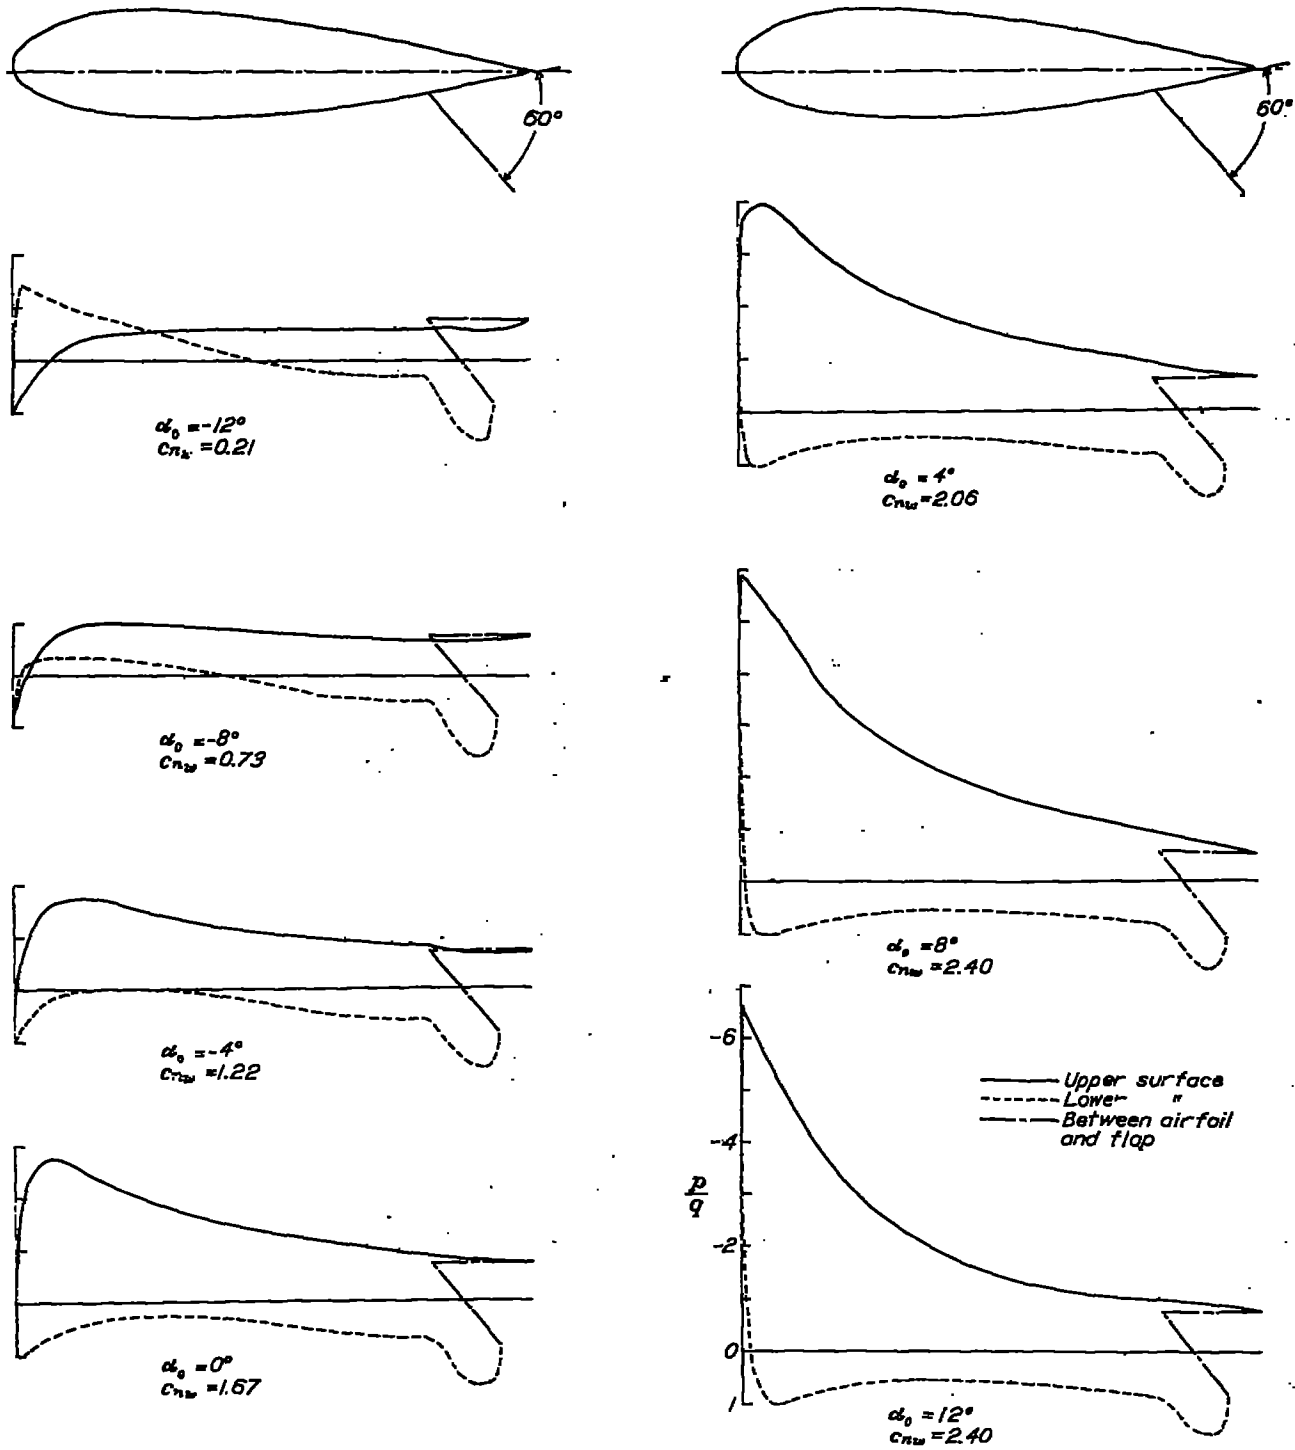 60°
α₀ = -12°
cₙw = 0.21
α₀ = -8°
cₙw = 0.73
α₀ = -4°
cₙw = 1.22
α₀ = 0°
cₙw = 1.67
60°
α₀ = 4°
cₙw = 2.06
α₀ = 8°
cₙw = 2.40
-6
-4
p/q
-2
0
1
Upper surface
Lower "
Between airfoil
and flap
α₀ = 12°
cₙw = 2.40